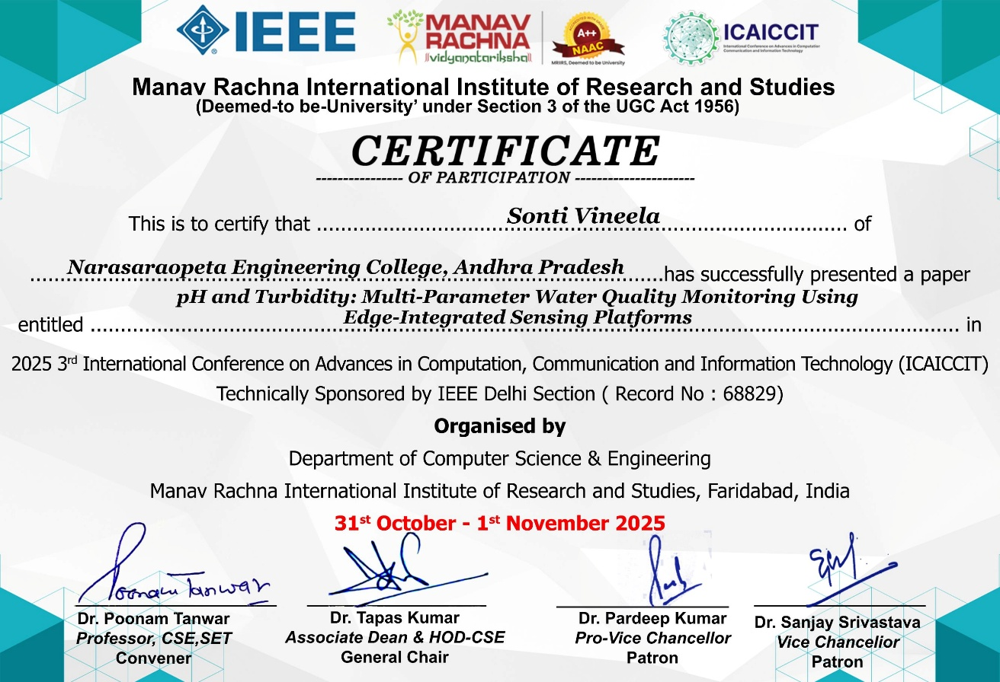 IEEE
MANAV RACHNA
vidyanatariksha
ACCREDITED WITH GRADE
A++
NAAC
MRIIRS, Deemed to be University
ICAICCIT
International Conference on Advances in Computation
Communication and Information Technology
Manav Rachna International Institute of Research and Studies
(Deemed-to be-University’ under Section 3 of the UGC Act 1956)
CERTIFICATE
---------------- OF PARTICIPATION ----------------------
This is to certify that Sonti Vineela of
Narasaraopeta Engineering College, Andhra Pradesh has successfully presented a paper
pH and Turbidity: Multi-Parameter Water Quality Monitoring Using
entitled Edge-Integrated Sensing Platforms in
2025 3rd International Conference on Advances in Computation, Communication and Information Technology (ICAICCIT)
Technically Sponsored by IEEE Delhi Section ( Record No : 68829)
Organised by
Department of Computer Science & Engineering
Manav Rachna International Institute of Research and Studies, Faridabad, India
31st October - 1st November 2025
Poonam Tanwar
Dr. Poonam Tanwar
Professor, CSE,SET
Convener
Dr. Tapas Kumar
Associate Dean & HOD-CSE
General Chair
Dr. Pardeep Kumar
Pro-Vice Chancellor
Patron
Dr. Sanjay Srivastava
Vice Chancelior
Patron